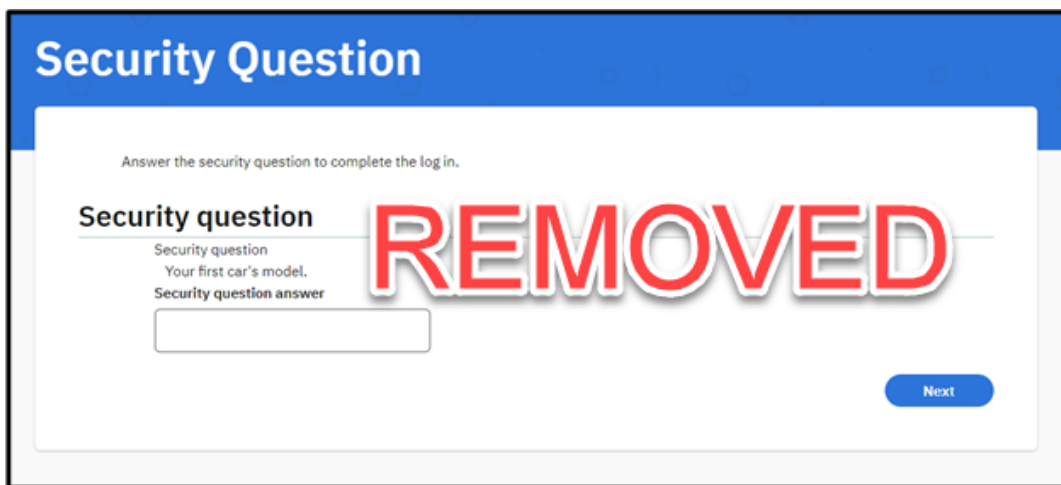 Security Question
Answer the security question to complete the log in.
Security question
REMOVED
Security question
Your first car's model.
Security question answer
Next